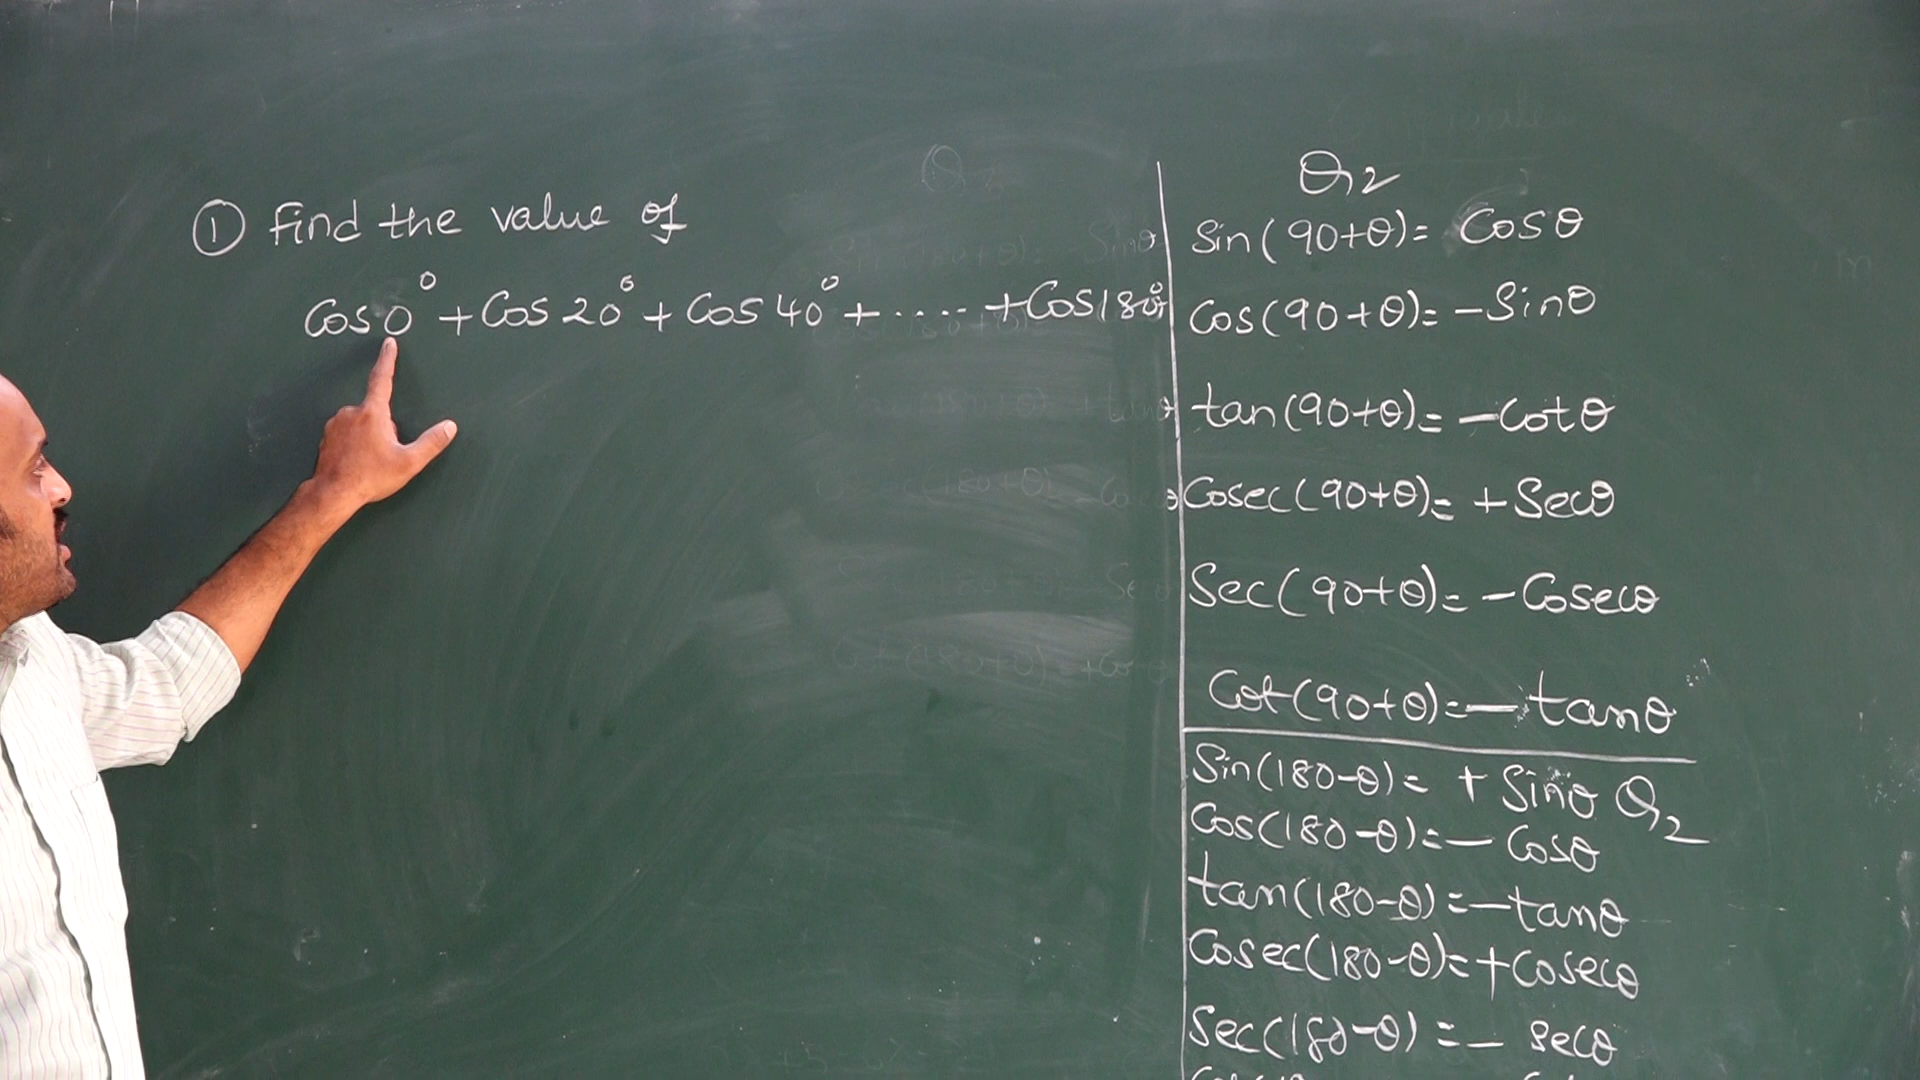 ① Find the value of
Cos 0° + Cos 20° + Cos 40° + ..... + Cos 180°
Q2
Sin(90+θ)= Cosθ
Cos(90+θ)= -Sinθ
tan(90+θ)= -Cotθ
Cosec(90+θ)= +Secθ
Sec(90+θ)= -Cosecθ
Cot(90+θ)= -tanθ
Sin(180-θ)= + Sinθ Q2
Cos(180-θ)= - Cosθ
tan(180-θ)= -tanθ
Cosec(180-θ)= +Cosecθ
Sec(180-θ) = - Secθ